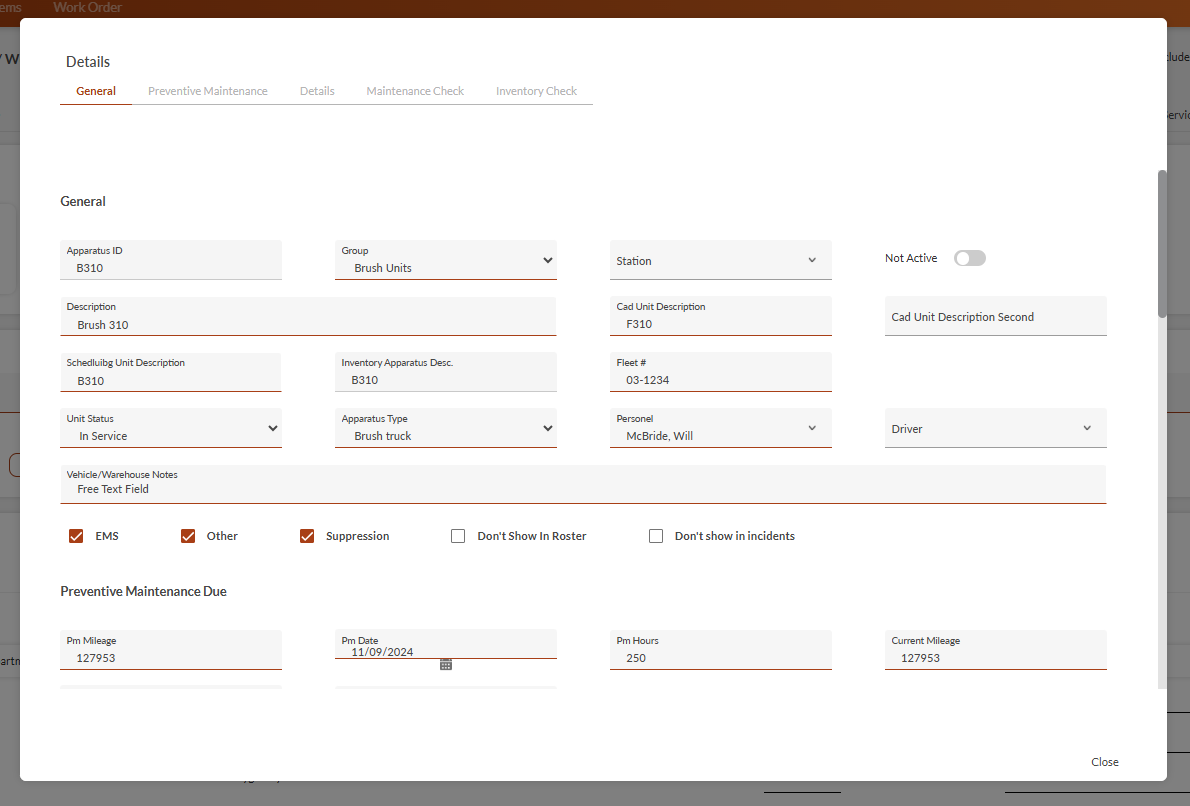 ems Work Order
Details
General Preventive Maintenance Details Maintenance Check Inventory Check
General
Apparatus ID
B310
Group
Brush Units
Station
Not Active
Description
Brush 310
Cad Unit Description
F310
Cad Unit Description Second
Schedluibg Unit Description
B310
Inventory Apparatus Desc.
B310
Fleet #
03-1234
Unit Status
In Service
Apparatus Type
Brush truck
Personel
McBride, Will
Driver
Vehicle/Warehouse Notes
Free Text Field
EMS Other Suppression Don't Show In Roster Don't show in incidents
Preventive Maintenance Due
Pm Mileage
127953
Pm Date
11/09/2024
Pm Hours
250
Current Mileage
127953
Close